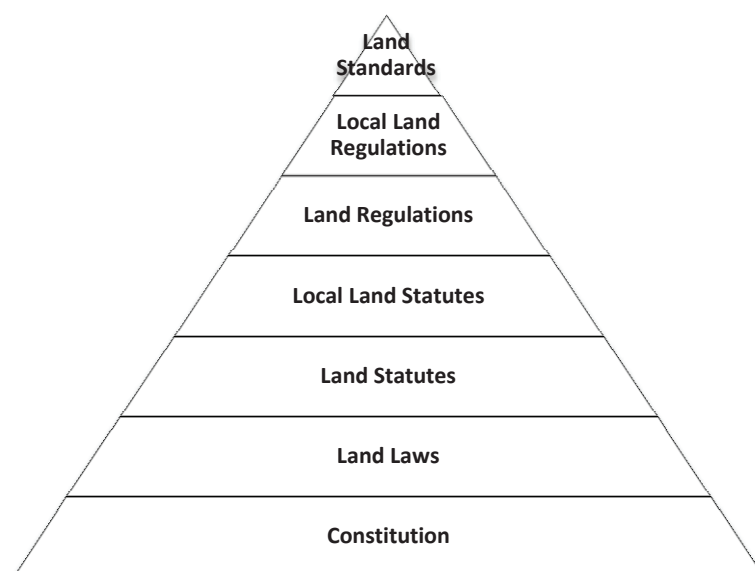 Land
Standards
Local Land
Regulations
Land Regulations
Local Land Statutes
Land Statutes
Land Laws
Constitution